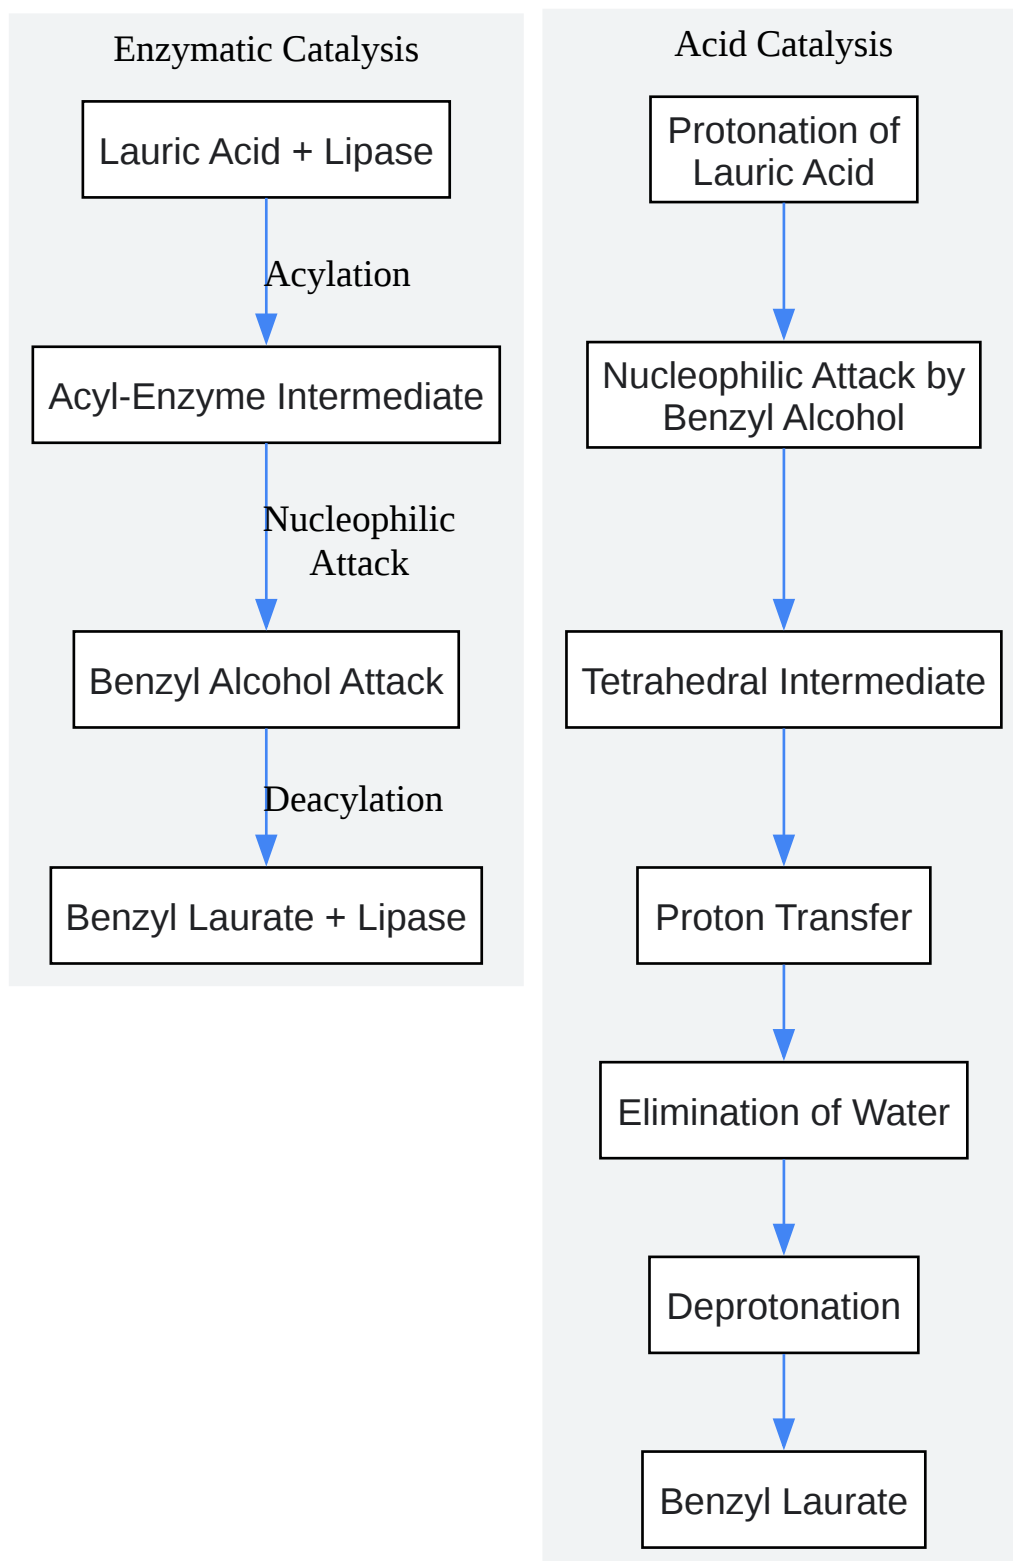 Enzymatic Catalysis
Lauric Acid + Lipase
Acylation
Acyl-Enzyme Intermediate
Nucleophilic
Attack
Benzyl Alcohol Attack
Deacylation
Benzyl Laurate + Lipase
Acid Catalysis
Protonation of
Lauric Acid
Nucleophilic Attack by
Benzyl Alcohol
Tetrahedral Intermediate
Proton Transfer
Elimination of Water
Deprotonation
Benzyl Laurate